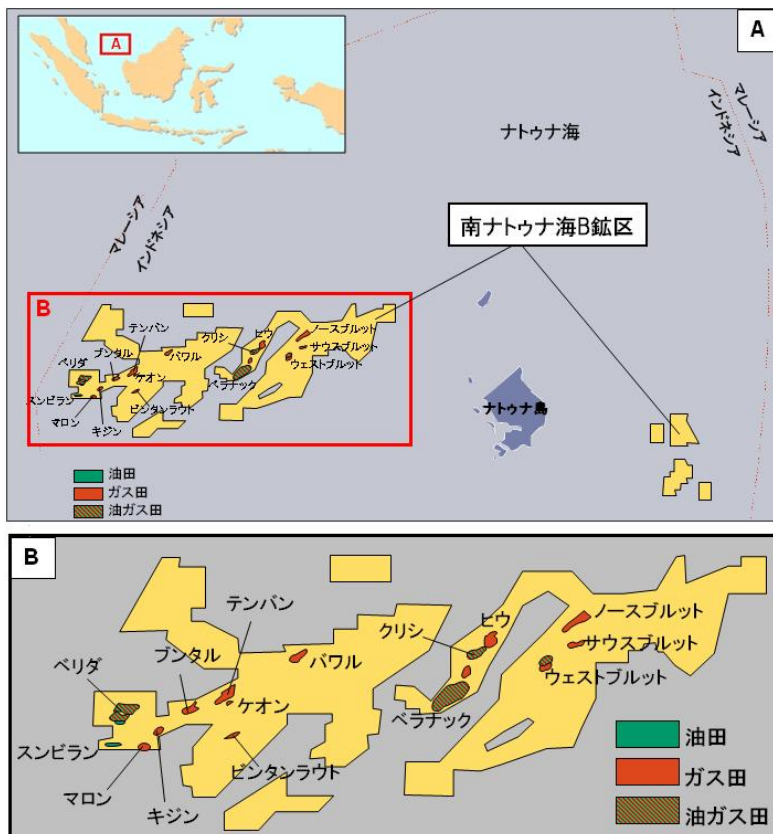 A
A
ナトゥナ海
マレーシア
インドネシア
マレーシア
インドネシア
南ナトゥナ海B鉱区
B
テンパン
クリシ
ヒウ
ノースブルット
ブンタル
パワル
サウスブルット
ベリダ
ケオン
ウェストブルット
ベラナック
スンビラン
ビンタンラウト
マロン
キジン
ナトゥナ島
油田
ガス田
油ガス田
B
テンパン
ヒウ
ノースブルット
クリシ
サウスブルット
ブンタル
パワル
ベリダ
ウェストブルット
ケオン
ベラナック
スンビラン
ビンタンラウト
マロン
キジン
油田
ガス田
油ガス田